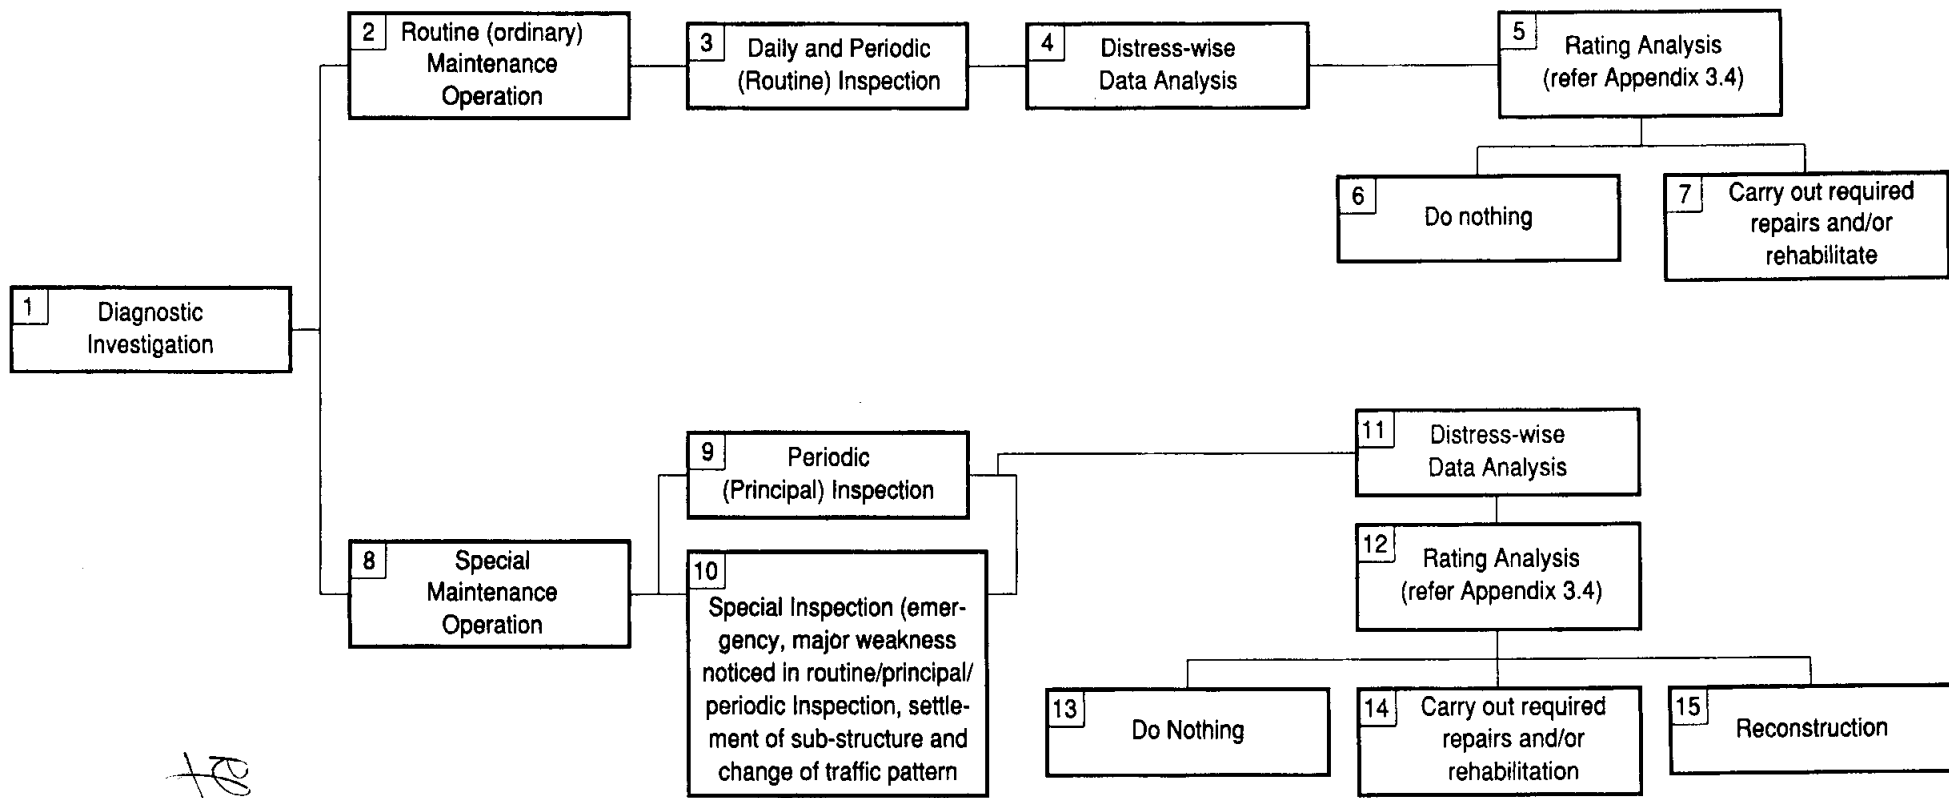 2 Routine (ordinary)
Maintenance
Operation
3 Daily and Periodic
(Routine) Inspection
4 Distress-wise
Data Analysis
5 Rating Analysis
(refer Appendix 3.4)
6 Do nothing
7 Carry out required
repairs and/or
rehabilitate
1 Diagnostic
Investigation
8 Special
Maintenance
Operation
9 Periodic
(Principal) Inspection
10
Special Inspection (emer-
gency, major weakness
noticed in routine/principal/
periodic Inspection, settle-
ment of sub-structure and
change of traffic pattern
11 Distress-wise
Data Analysis
12 Rating Analysis
(refer Appendix 3.4)
13 Do Nothing
14 Carry out required
repairs and/or
rehabilitation
15 Reconstruction